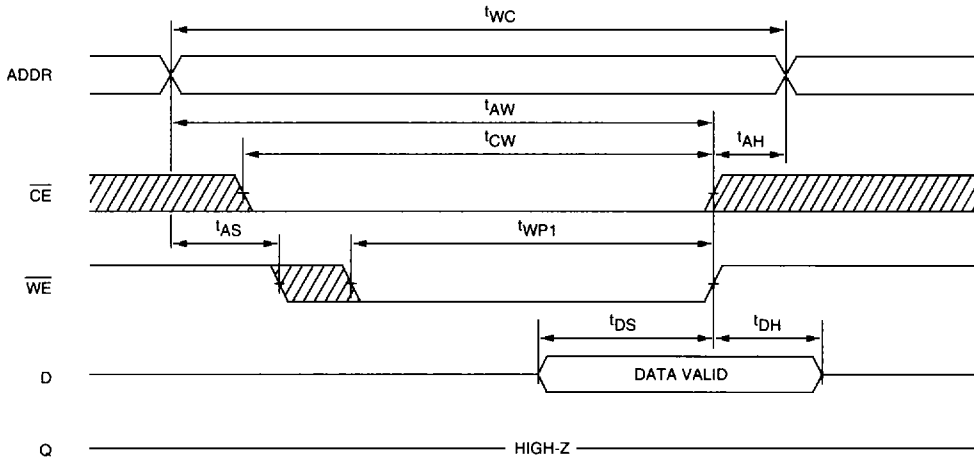 tWC
ADDR
tAW
tCW
tAH
CE
tAS
tWP1
WE
tDS
tDH
D
DATA VALID
Q
HIGH-Z